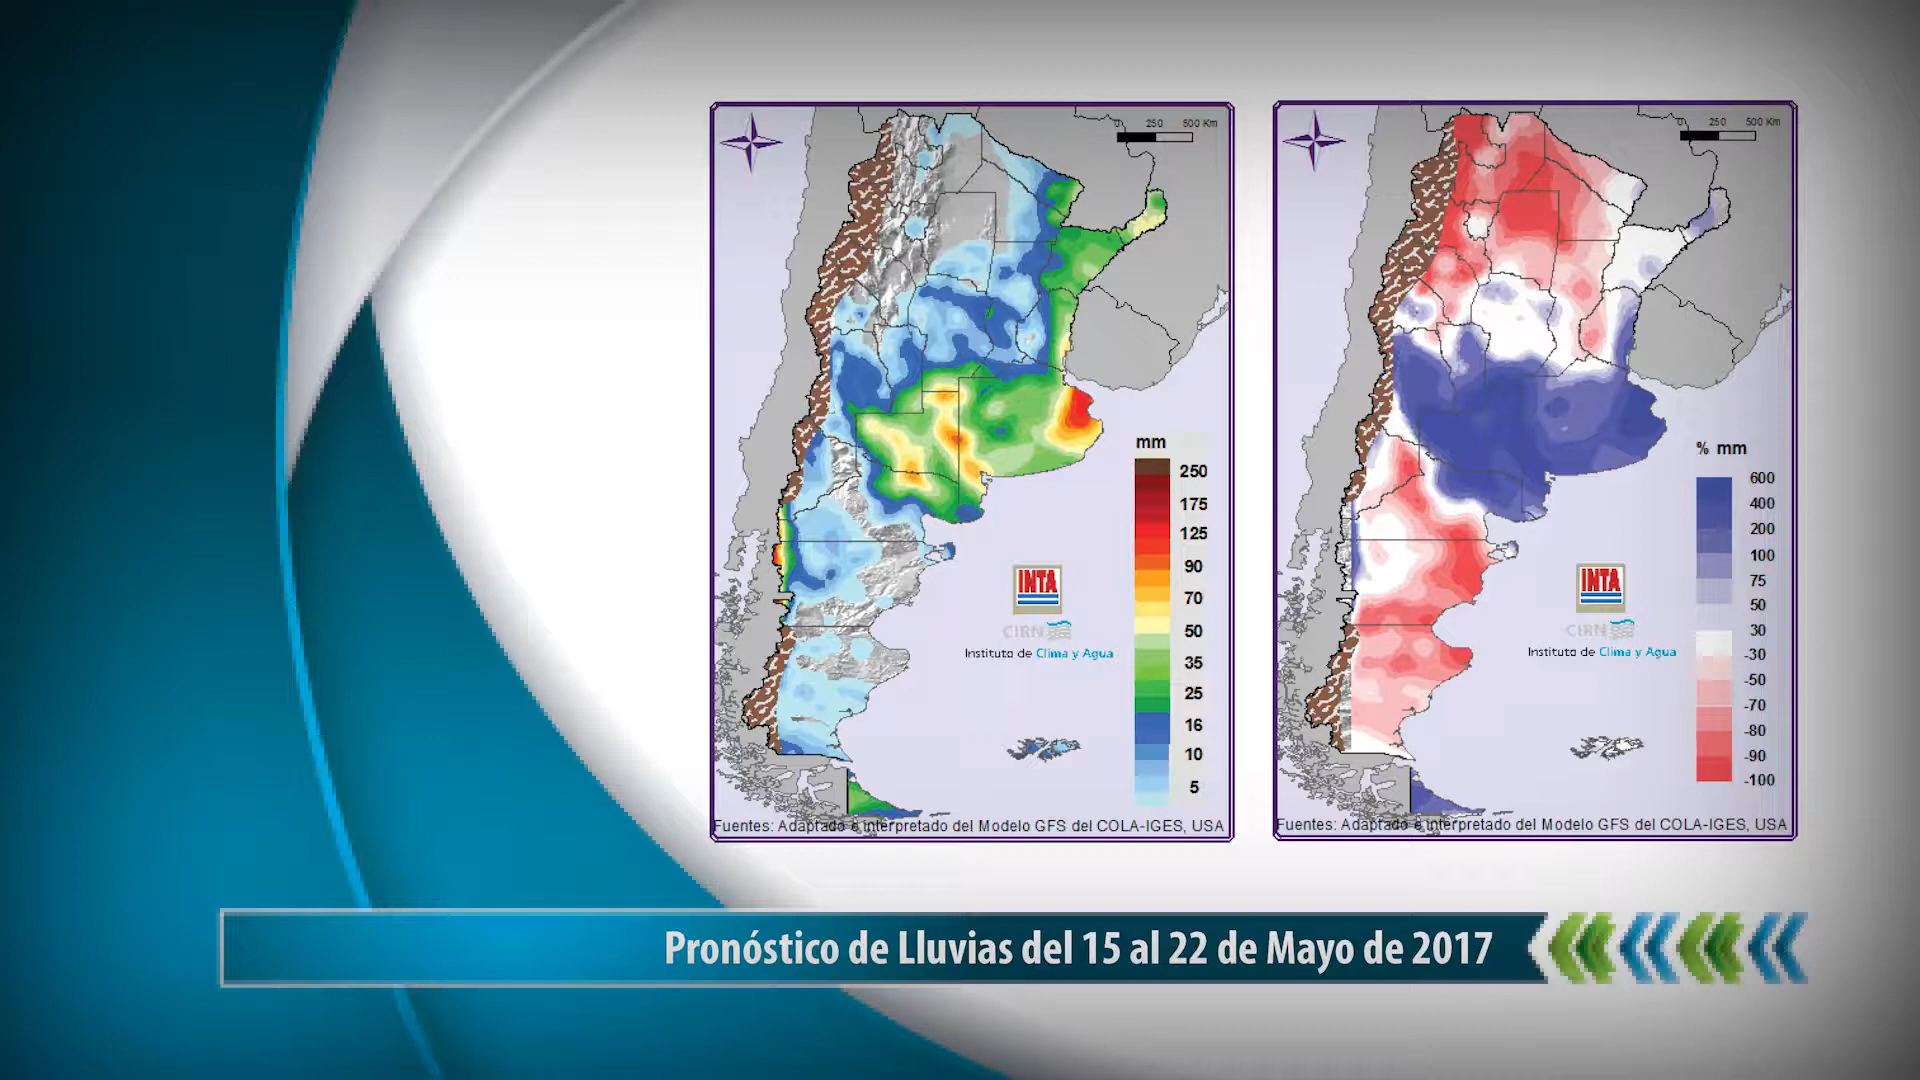 0 250 500 Km
mm
250
175
125
90
70
50
35
25
16
10
5
INTA
CIRN
Instituto de Clima y Agua
Fuentes: Adaptado e interpretado del Modelo GFS del COLA-IGES, USA
250 500 Km
% mm
600
400
200
100
75
50
30
-30
-50
-70
-80
-90
-100
INTA
CIRN
Instituto de Clima y Agua
Fuentes: Adaptado e interpretado del Modelo GFS del COLA-IGES, USA
Pronóstico de Lluvias del 15 al 22 de Mayo de 2017